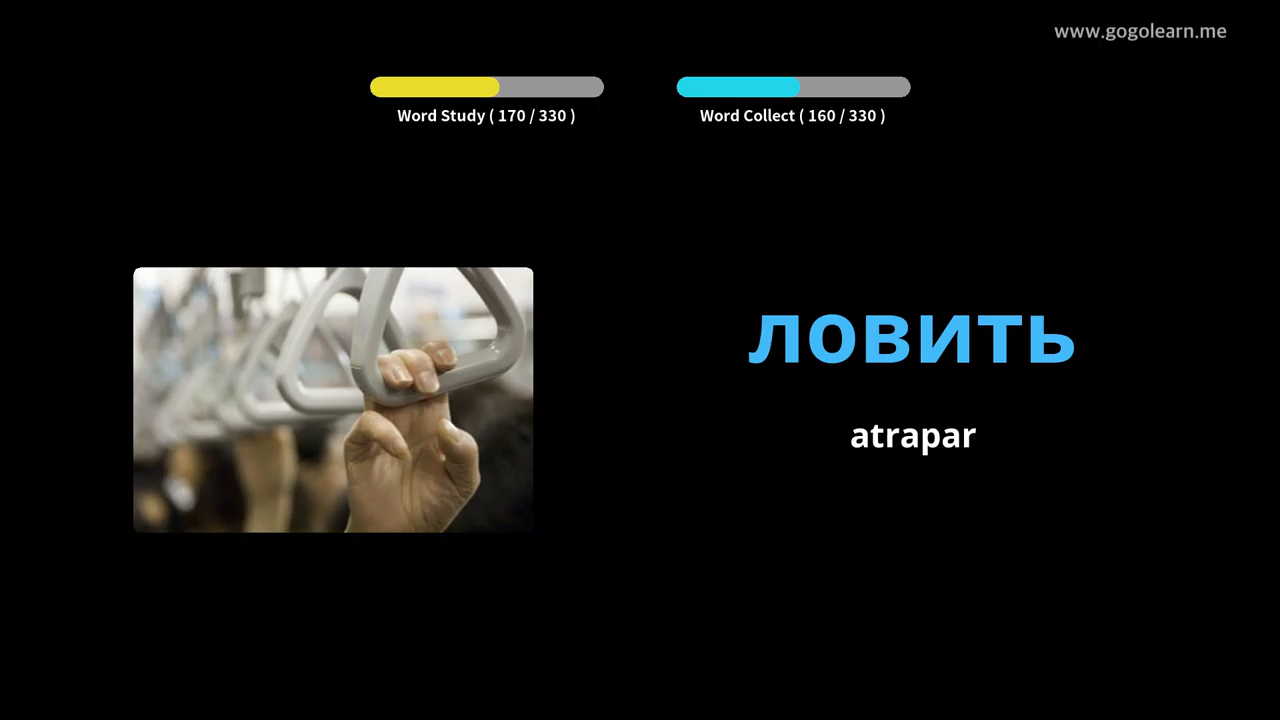 www.gogolearn.me
Word Study ( 170 / 330 )
Word Collect ( 160 / 330 )
ловить
atrapar